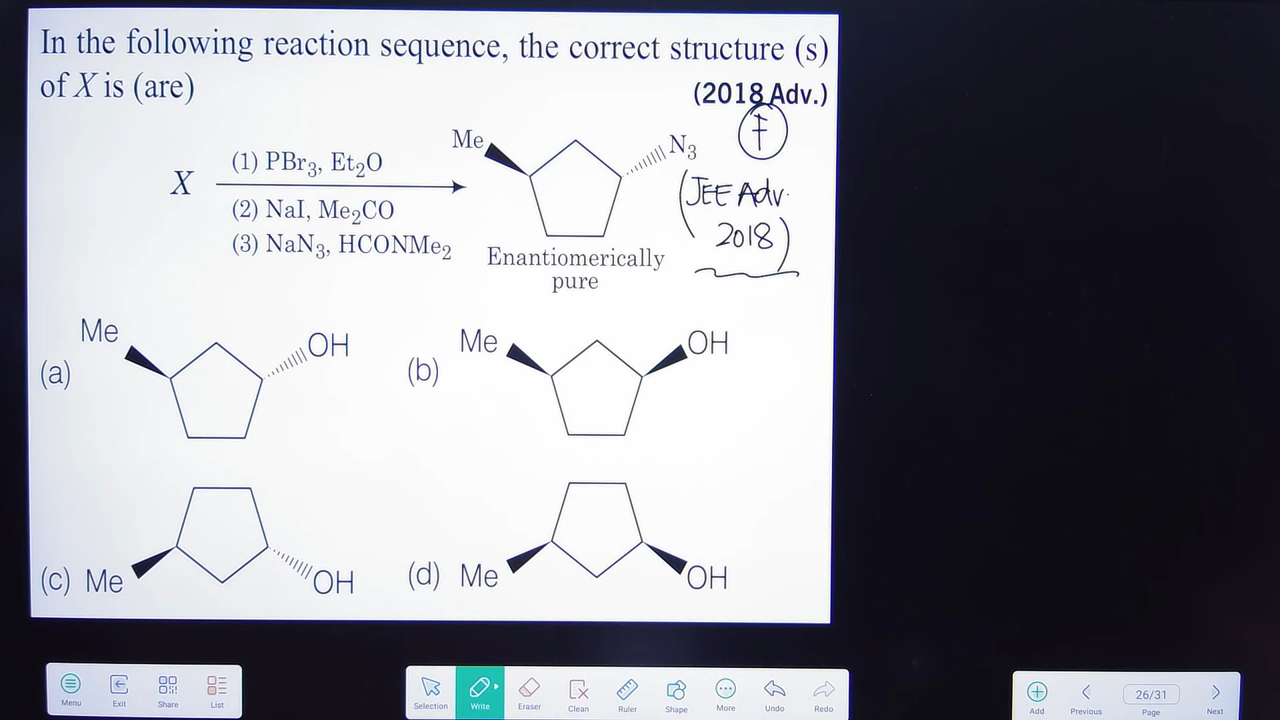 In the following reaction sequence, the correct structure (s)
of X is (are)
(2018 Adv.)
X
(1) PBr₃, Et₂O
(2) NaI, Me₂CO
(3) NaN₃, HCONMe₂
Me
N₃
Enantiomerically
pure
(JEE Adv.
2018)
(a)
Me
OH
(b)
Me
OH
(c) Me
OH
(d) Me
OH
Menu
Exit
Share
List
Selection
Write
Eraser
Clean
Ruler
Shape
More
Undo
Redo
Add
Previous
26/31
Page
Next